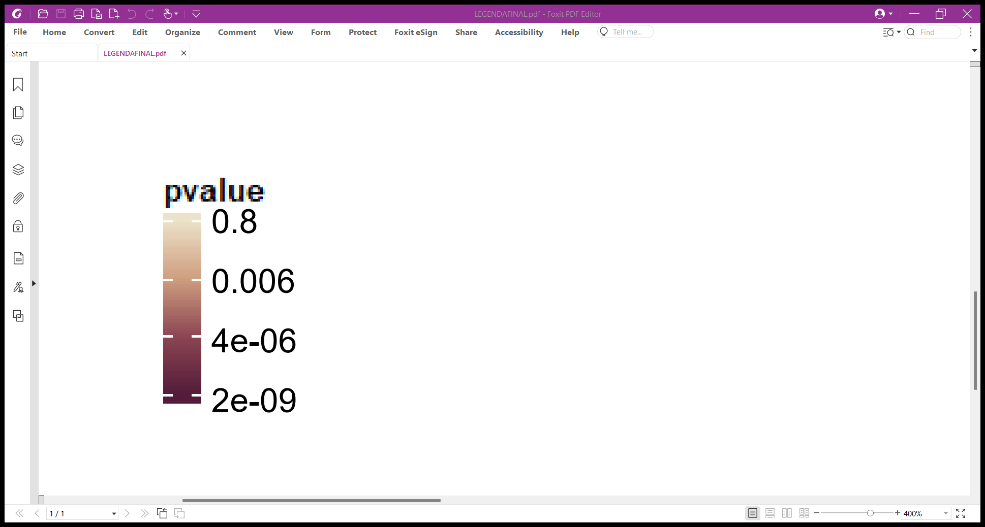 LEGENDAFINAL.pdf* - Foxit PDF Editor
File Home Convert Edit Organize Comment View Form Protect Foxit eSign Share Accessibility Help Tell me... Find
Start LEGENDAFINAL.pdf
pvalue
0.8
0.006
4e-06
2e-09
1 / 1 400%